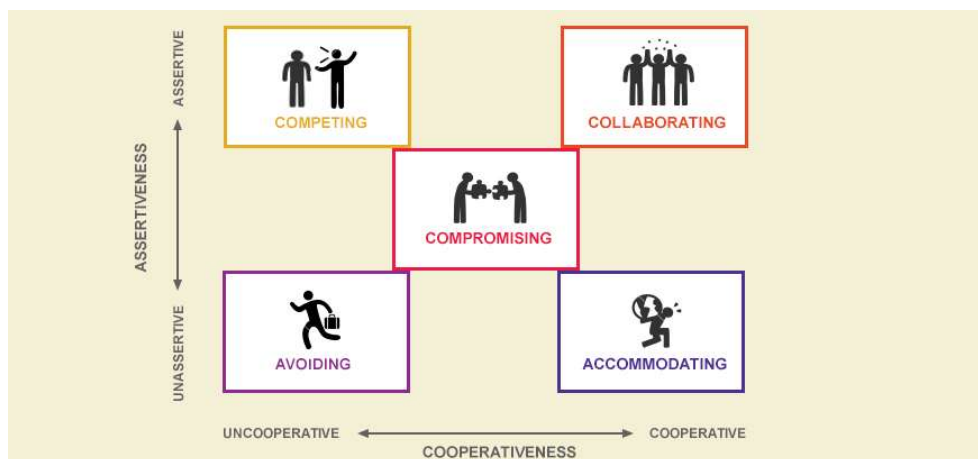 ASSERTIVE
COMPETING
COLLABORATING
ASSERTIVENESS
COMPROMISING
UNASSERTIVE
AVOIDING
ACCOMMODATING
UNCOOPERATIVE
COOPERATIVE
COOPERATIVENESS